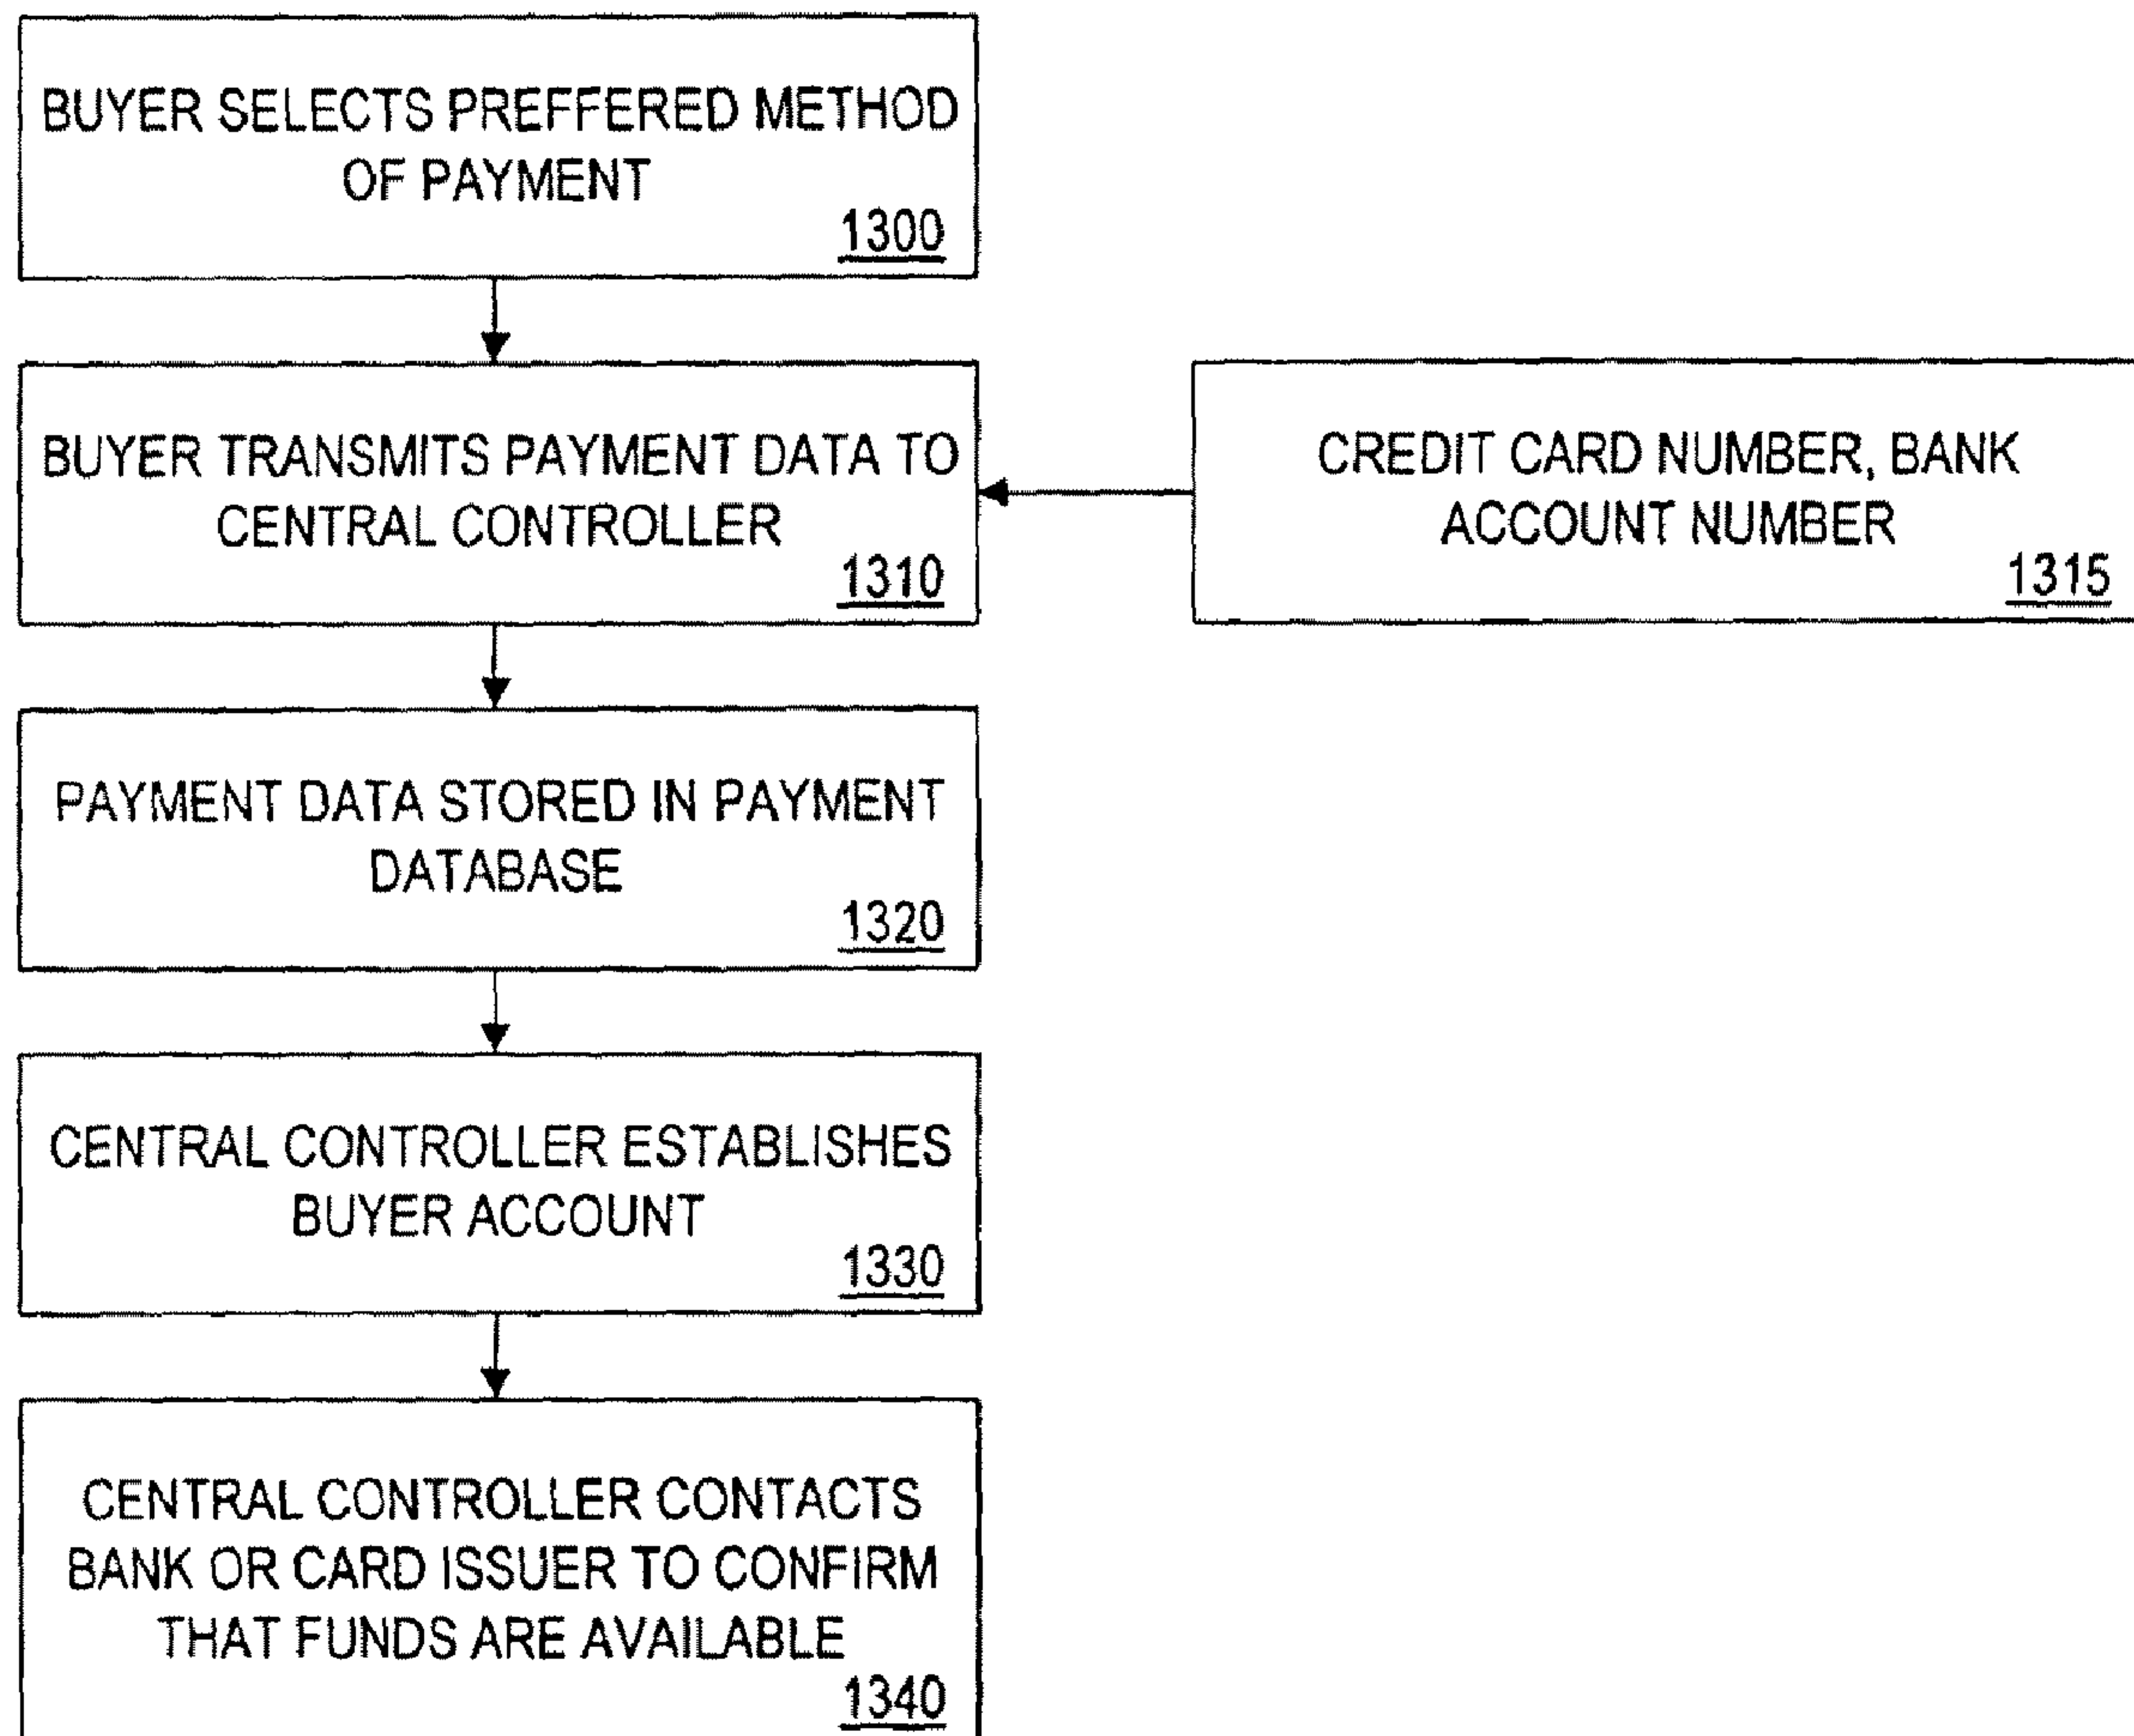 BUYER SELECTS PREFFERED METHOD
OF PAYMENT
1300
BUYER TRANSMITS PAYMENT DATA TO
CENTRAL CONTROLLER
1310
CREDIT CARD NUMBER, BANK
ACCOUNT NUMBER
1315
PAYMENT DATA STORED IN PAYMENT
DATABASE
1320
CENTRAL CONTROLLER ESTABLISHES
BUYER ACCOUNT
1330
CENTRAL CONTROLLER CONTACTS
BANK OR CARD ISSUER TO CONFIRM
THAT FUNDS ARE AVAILABLE
1340